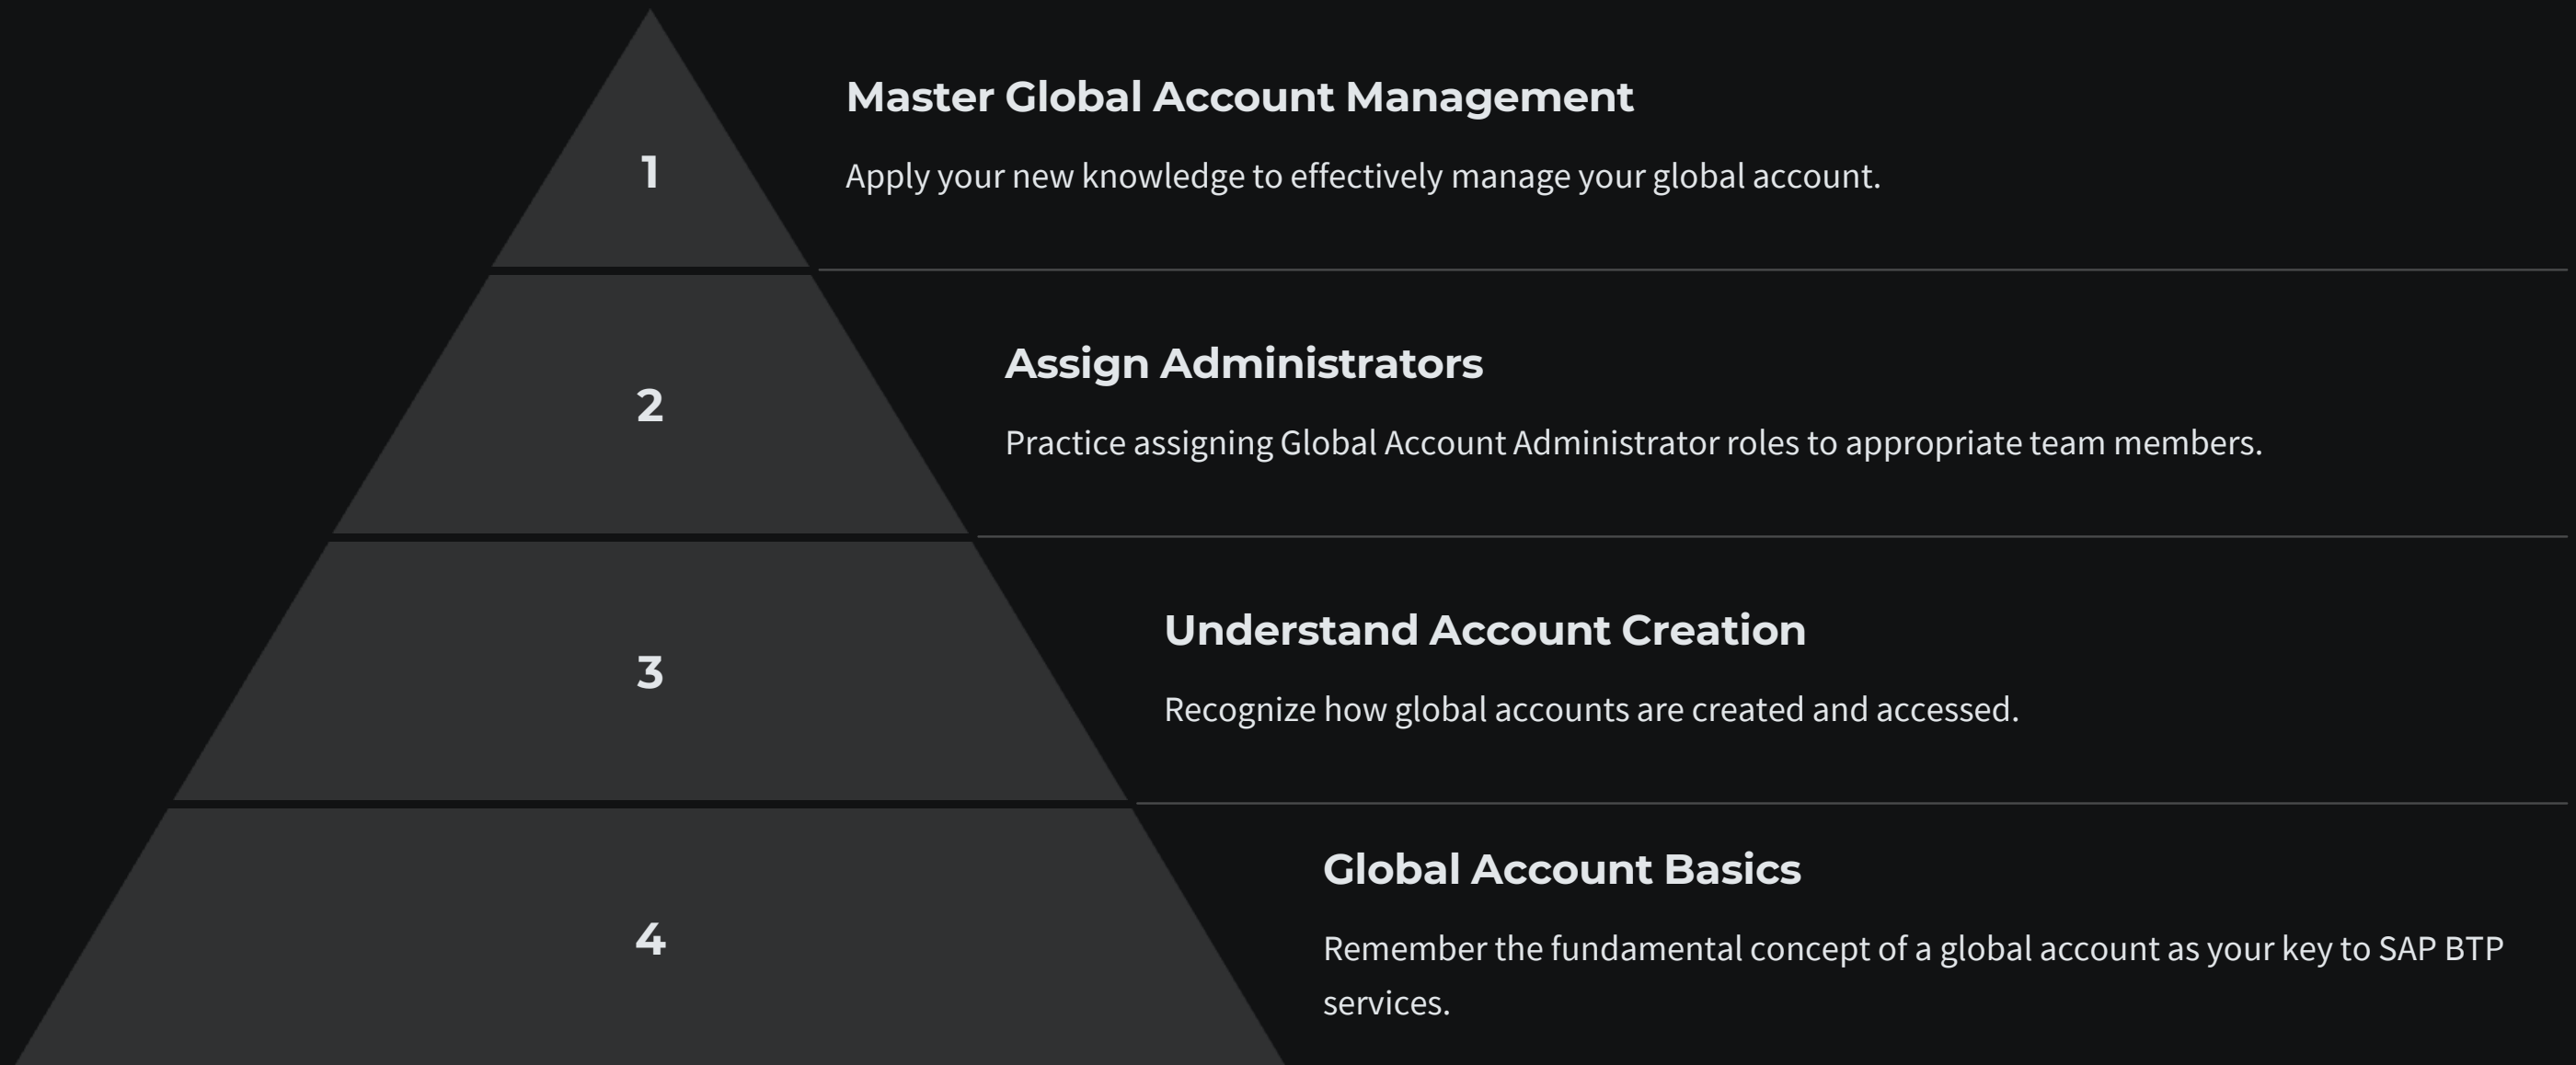 1
Master Global Account Management
Apply your new knowledge to effectively manage your global account.
2
Assign Administrators
Practice assigning Global Account Administrator roles to appropriate team members.
3
Understand Account Creation
Recognize how global accounts are created and accessed.
4
Global Account Basics
Remember the fundamental concept of a global account as your key to SAP BTP
services.